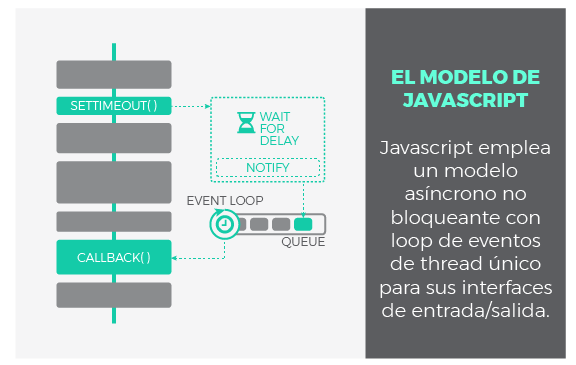 SETTIMEOUT( )
WAIT
FOR
DELAY
NOTIFY
EVENT LOOP
QUEUE
CALLBACK( )
EL MODELO DE
JAVASCRIPT
Javascript emplea
un modelo
asíncrono no
bloqueante con
loop de eventos
de thread único
para sus interfaces
de entrada/salida.